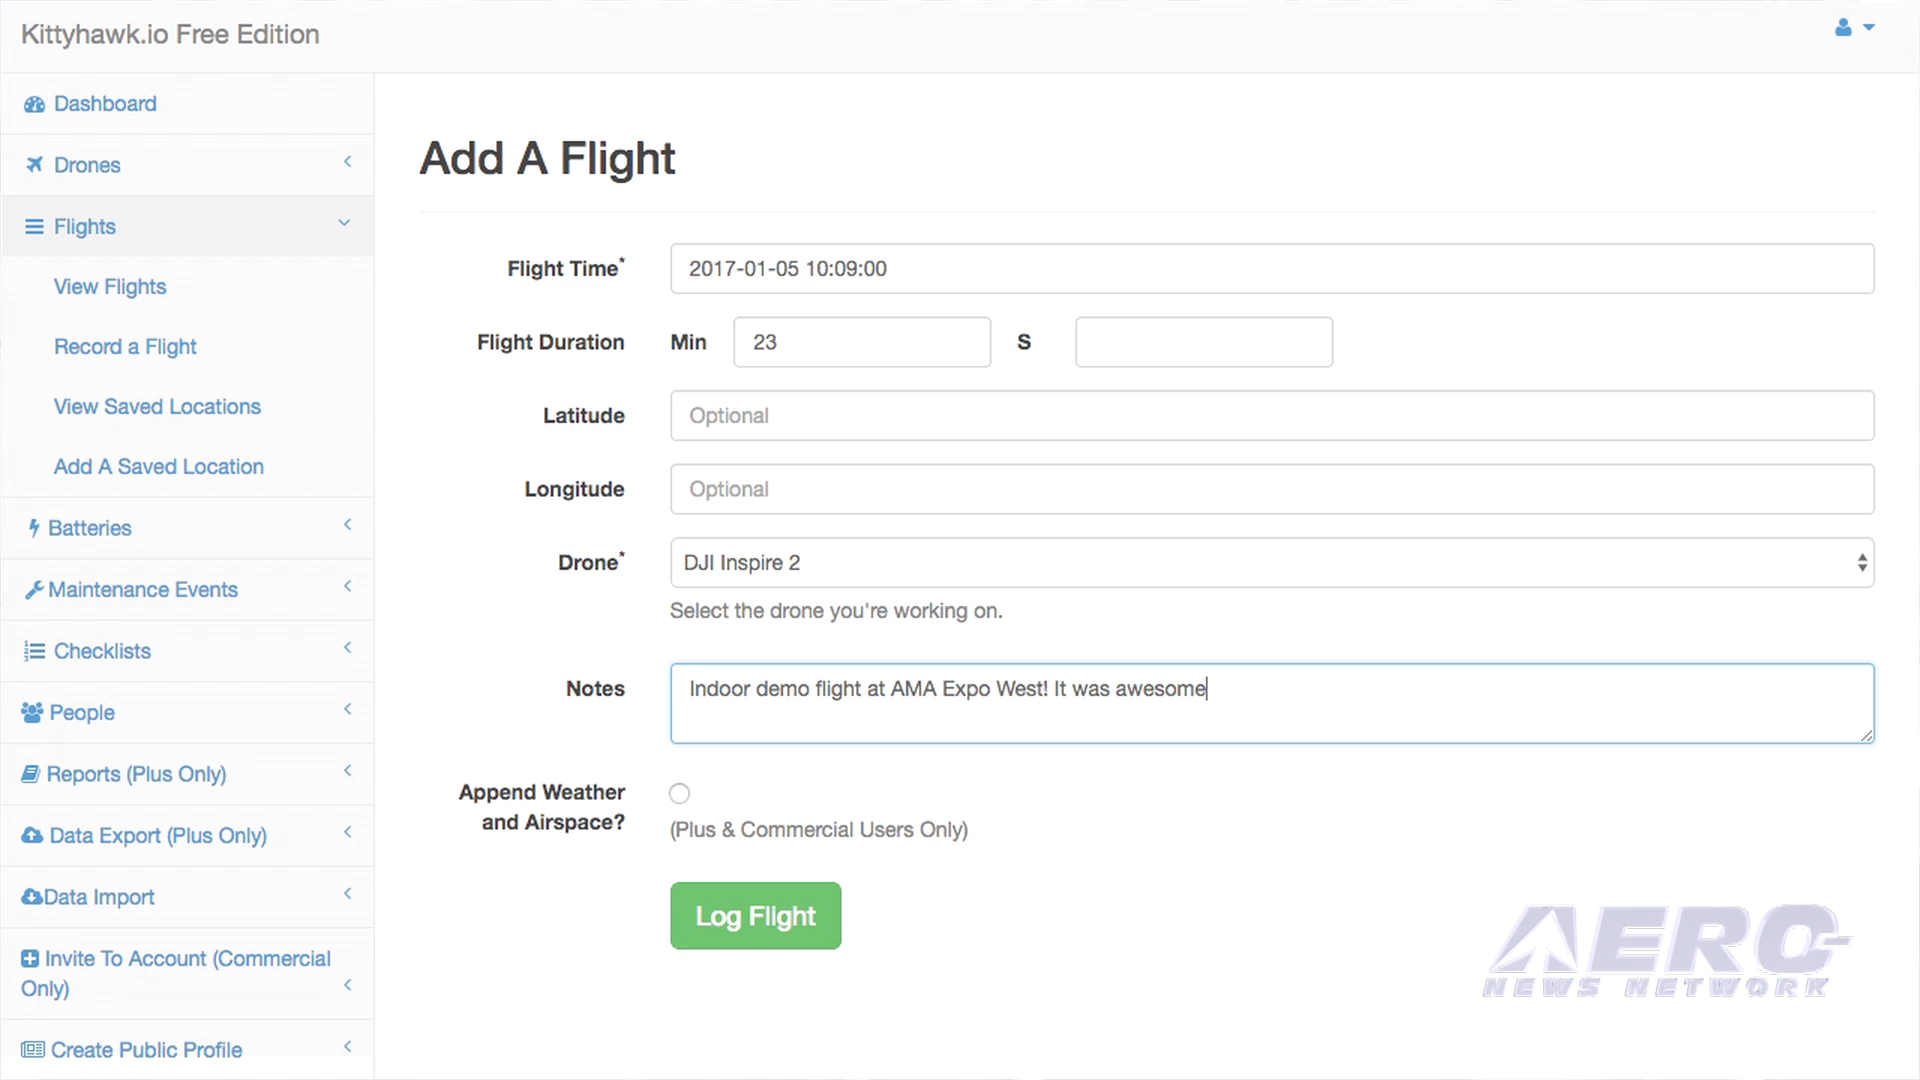 Kittyhawk.io Free Edition
Dashboard
Drones
Flights
View Flights
Record a Flight
View Saved Locations
Add A Saved Location
Batteries
Maintenance Events
Checklists
People
Reports (Plus Only)
Data Export (Plus Only)
Data Import
Invite To Account (Commercial
Only)
Create Public Profile
Add A Flight
Flight Time* 2017-01-05 10:09:00
Flight Duration Min 23 S
Latitude Optional
Longitude Optional
Drone* DJI Inspire 2
Select the drone you're working on.
Notes Indoor demo flight at AMA Expo West! It was awesome
Append Weather
and Airspace?
(Plus & Commercial Users Only)
Log Flight
AERO-
NEWS NETWORK